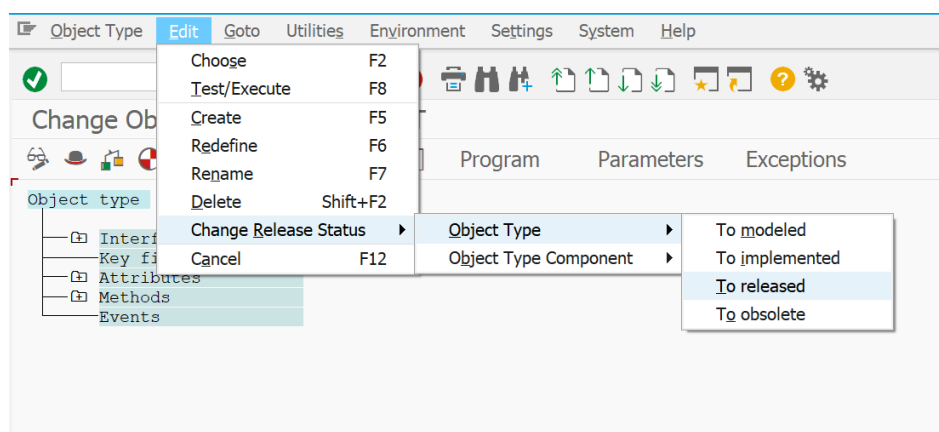 Object Type Edit Goto Utilities Environment Settings System Help
Choose F2
Test/Execute F8
Create F5
Redefine F6
Rename F7
Delete Shift+F2
Change Release Status
Cancel F12
Object Type
Object Type Component
To modeled
To implemented
To released
To obsolete
Change Ob
Program Parameters Exceptions
Object type
Interf
Key fi
Attributes
Methods
Events